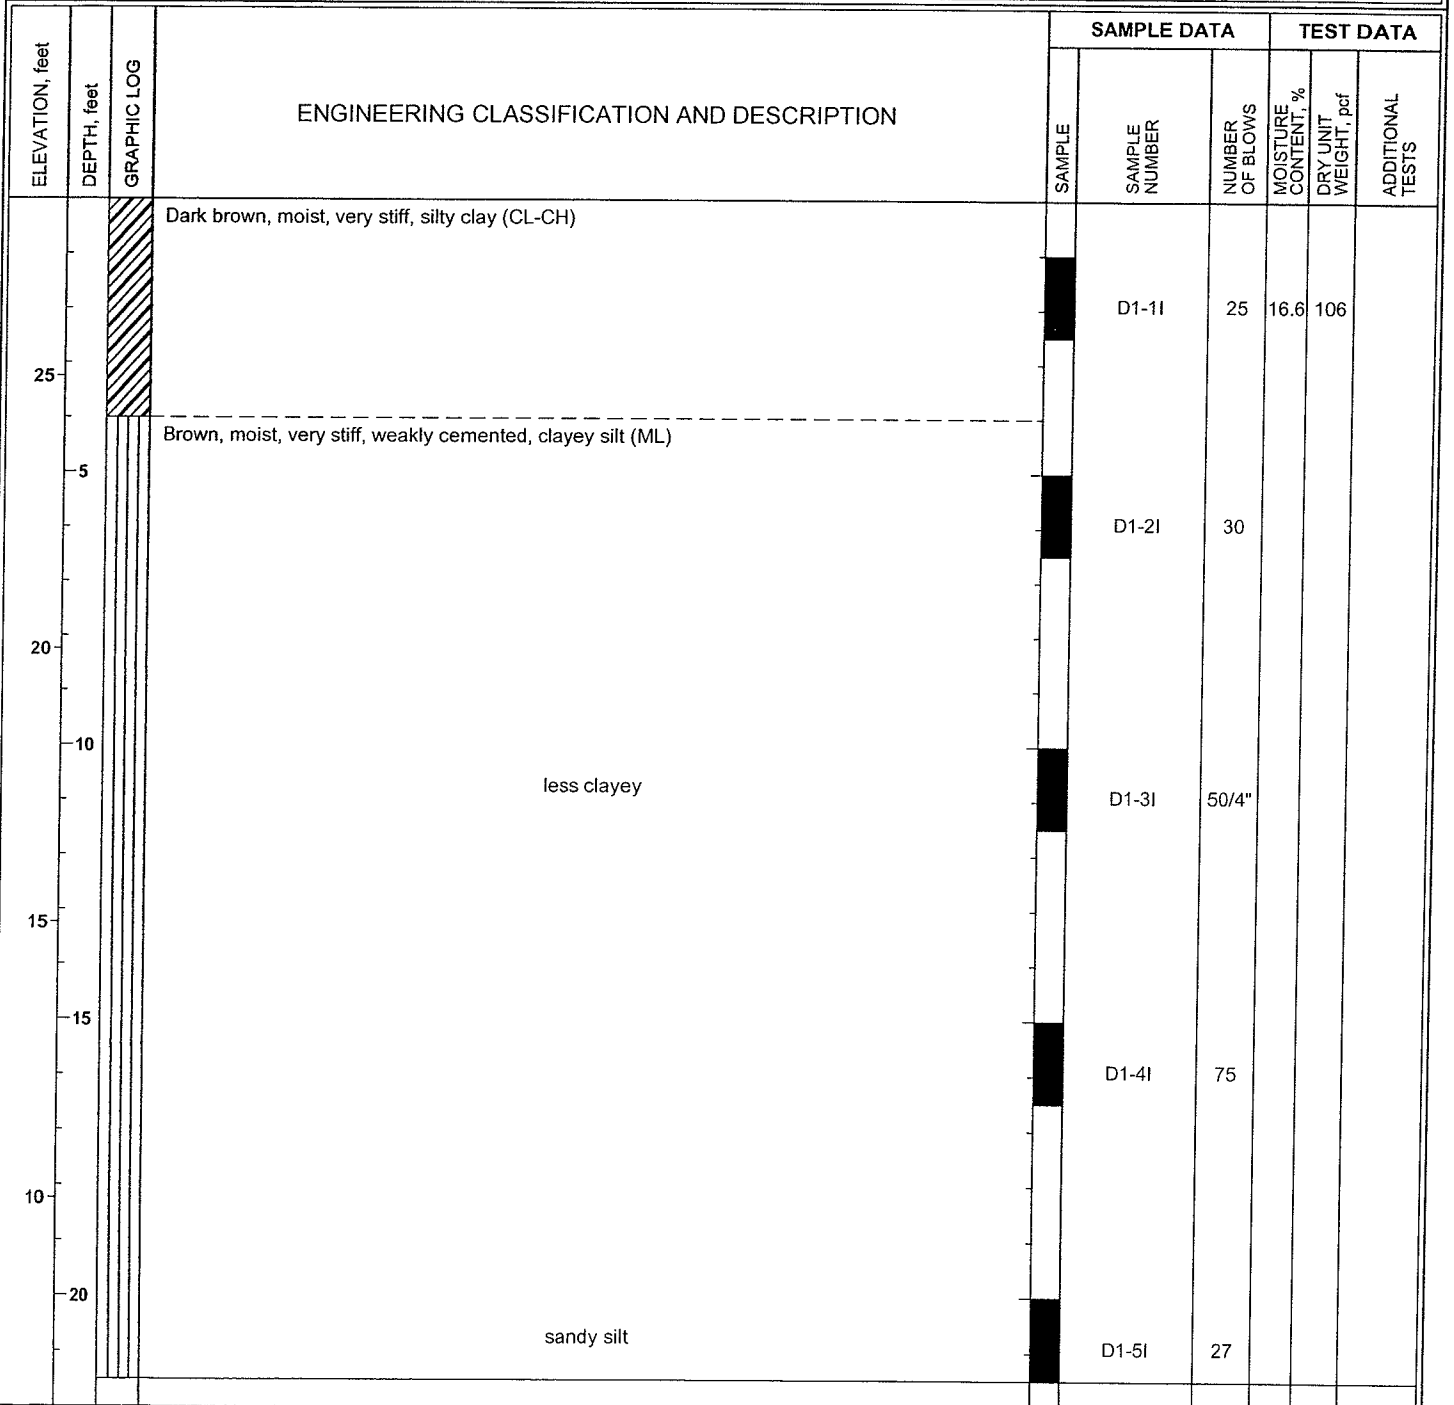 SAMPLE DATA
TEST DATA
ELEVATION, feet
DEPTH, feet
GRAPHIC LOG
ENGINEERING CLASSIFICATION AND DESCRIPTION
SAMPLE
SAMPLE
NUMBER
NUMBER
OF BLOWS
MOISTURE
CONTENT, %
DRY UNIT
WEIGHT, pcf
ADDITIONAL
TESTS
Dark brown, moist, very stiff, silty clay (CL-CH)
D1-1I 25 16.6 106
25
Brown, moist, very stiff, weakly cemented, clayey silt (ML)
5
D1-2I 30
20
10
less clayey
D1-3I 50/4"
15
15
D1-4I 75
10
20
sandy silt
D1-5I 27